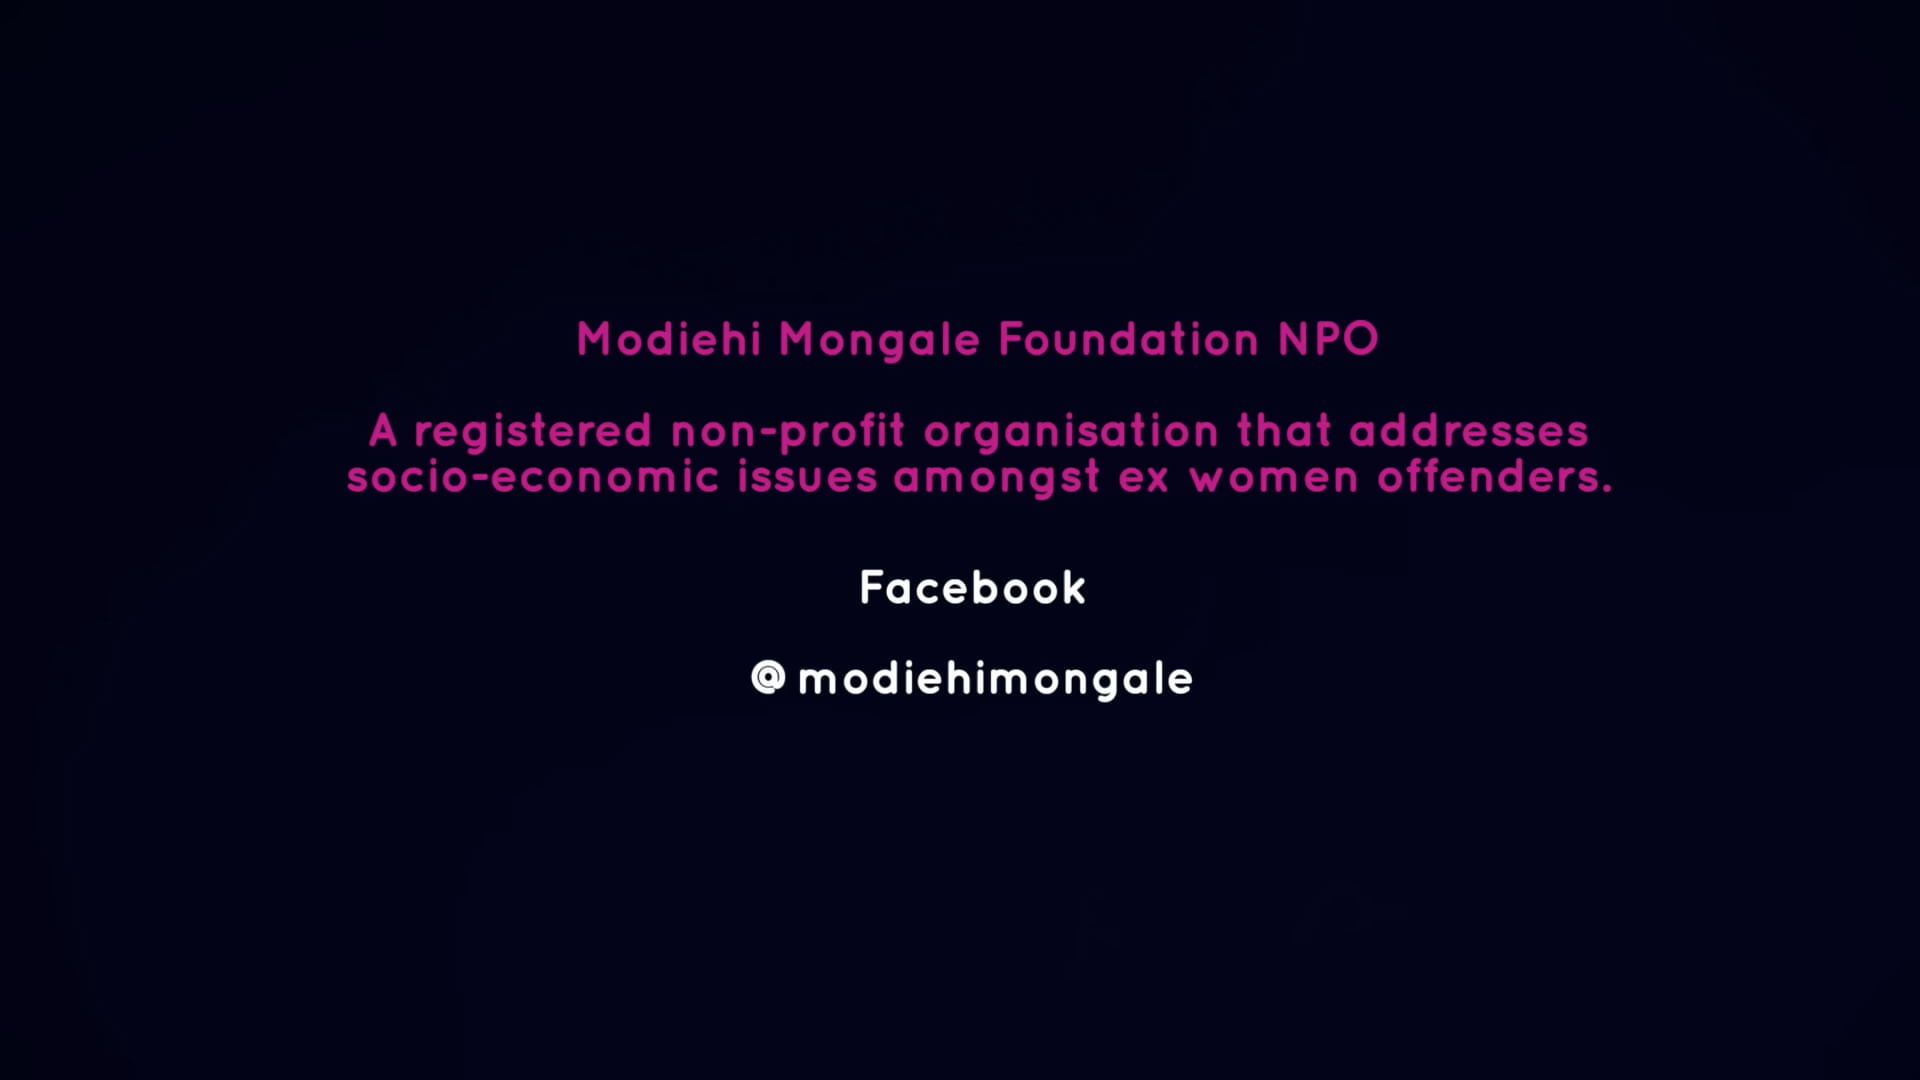 Modiehi Mongale Foundation NPO
A registered non-profit organisation that addresses
socio-economic issues amongst ex women offenders.
Facebook
@modiehimongale